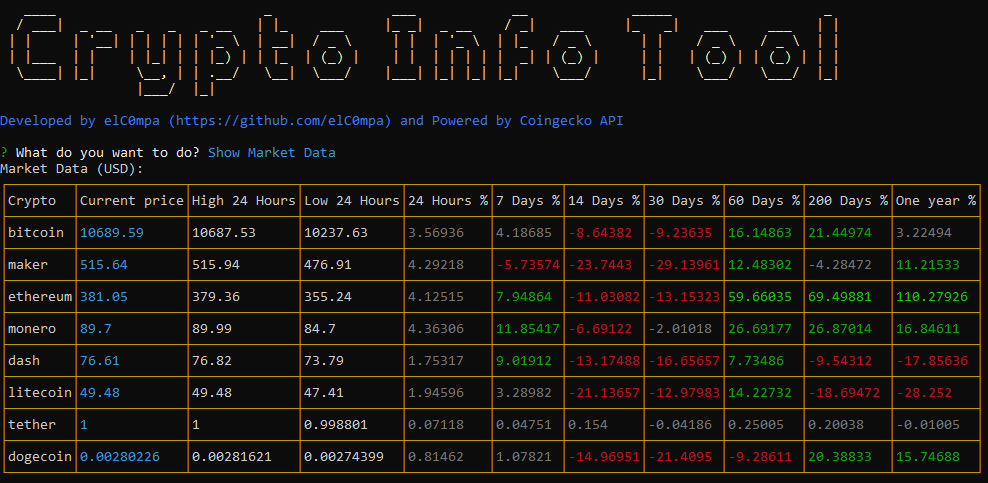 Crypto Info Tool
Developed by elC0mpa (https://github.com/elC0mpa) and Powered by Coingecko API
? What do you want to do? Show Market Data
Market Data (USD):
Crypto Current price High 24 Hours Low 24 Hours 24 Hours % 7 Days % 14 Days % 30 Days % 60 Days % 200 Days % One year %
bitcoin 10689.59 10687.53 10237.63 3.56936 4.18685 -8.64382 -9.23635 16.14863 21.44974 3.22494
maker 515.64 515.94 476.91 4.29218 -5.73574 -23.7443 -29.13961 12.48302 -4.28472 11.21533
ethereum 381.05 379.36 355.24 4.12515 7.94864 -11.03082 -13.15323 59.66035 69.49881 110.27926
monero 89.7 89.99 84.7 4.36306 11.85417 -6.69122 -2.01018 26.69177 26.87014 16.84611
dash 76.61 76.82 73.79 1.75317 9.01912 -13.17488 -16.65657 7.73486 -9.54312 -17.85636
litecoin 49.48 49.48 47.41 1.94596 3.28982 -21.13657 -12.97983 14.22732 -18.69472 -28.252
tether 1 1 0.998801 0.07118 0.04751 0.154 -0.04186 0.25005 0.20038 -0.01005
dogecoin 0.00280226 0.00281621 0.00274399 0.81462 1.07821 -14.96951 -21.4095 -9.28611 20.38833 15.74688